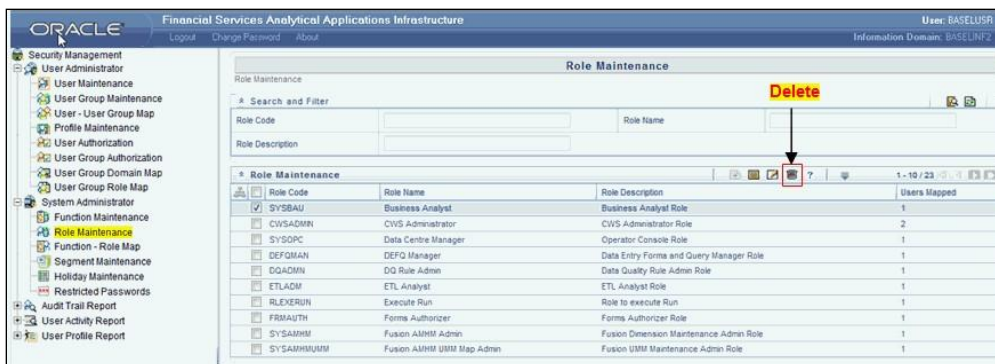 ORACLE
Financial Services Analytical Applications Infrastructure
User: BASELUSR
Logout Change Password About
Information Domain: BASELINF2
Security Management
User Administrator
User Maintenance
User Group Maintenance
User - User Group Map
Profile Maintenance
User Authorization
User Group Authorization
User Group Domain Map
User Group Role Map
System Administrator
Function Maintenance
Role Maintenance
Function - Role Map
Segment Maintenance
Holiday Maintenance
Restricted Passwords
Audit Trail Report
User Activity Report
User Profile Report
Role Maintenance
Role Maintenance
Delete
Search and Filter
Role Code
Role Name
Role Description
Role Maintenance
? 1 - 10 / 23
Role Code Role Name Role Description Users Mapped
SYSBAU Business Analyst Business Analyst Role 1
CWSADMIN CWS Administrator CWS Administrator Role 2
SYSOPC Data Centre Manager Operator Console Role 1
DEFQMAN DEFQ Manager Data Entry Forms and Query Manager Role 1
DQADMN DQ Rule Admin Data Quality Rule Admin Role 1
ETLADM ETL Analyst ETL Analyst Role 1
RLEXERUN Execute Run Role to execute Run 1
FRMAUTH Forms Authorizer Forms Authorizer Role 1
SYSAMHM Fusion AMHM Admin Fusion Dimension Maintenance Admin Role 1
SYSAMHMUMM Fusion AMHM UMM Map Admin Fusion UMM Maintenance Admin Role 1